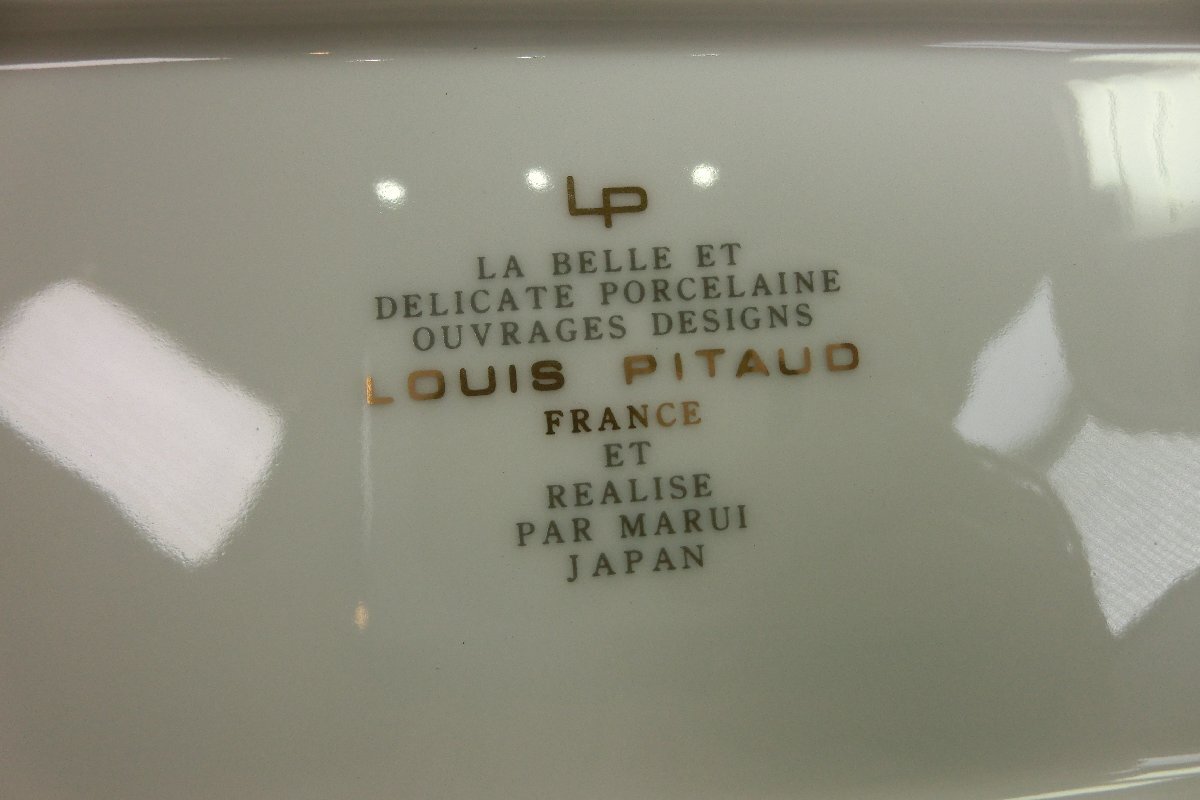 LP
LA BELLE ET
DELICATE PORCELAINE
OUVRAGES DESIGNS
LOUIS PITAUD
FRANCE
ET
REALISE
PAR MARUI
JAPAN